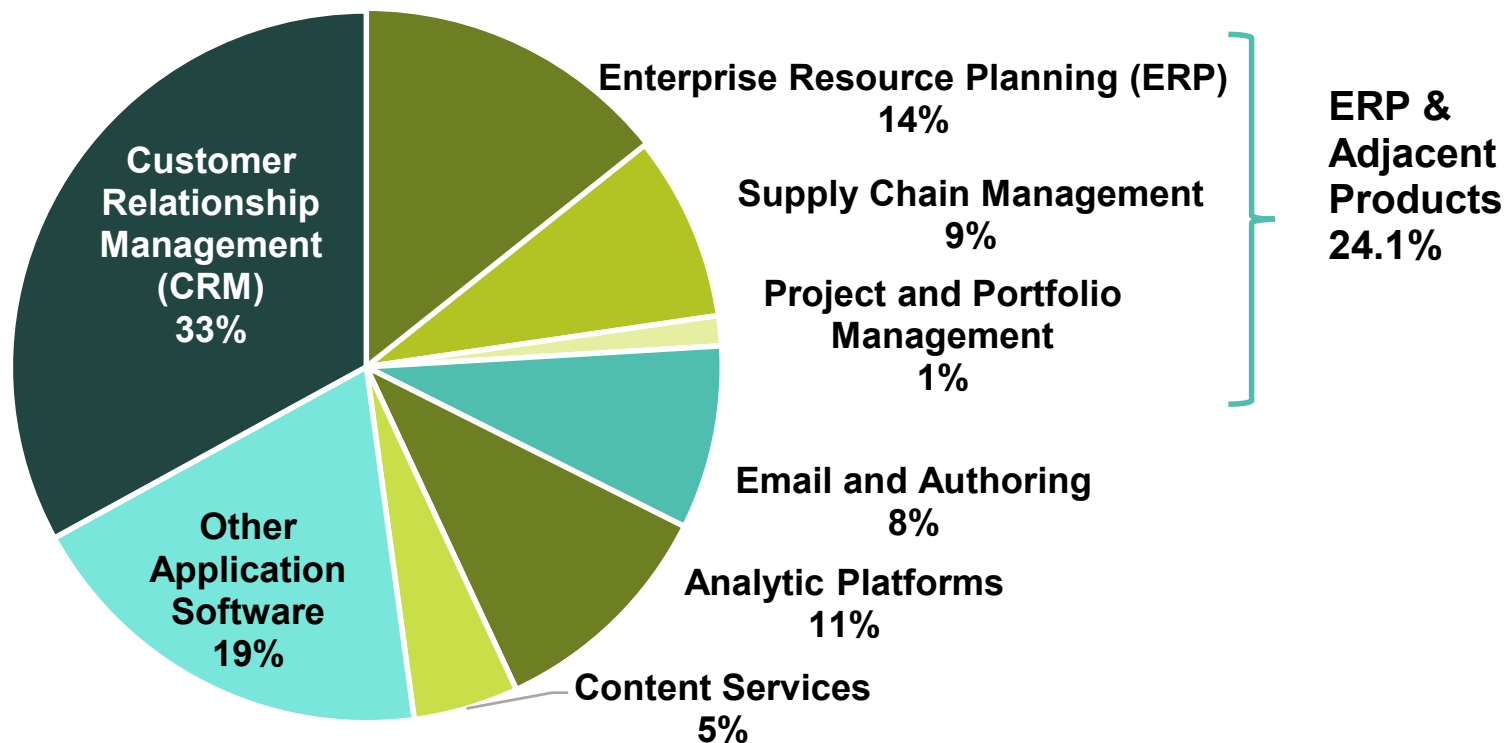 Enterprise Resource Planning (ERP)
14%
Supply Chain Management
9%
Project and Portfolio
Management
1%
ERP &
Adjacent
Products
24.1%
Email and Authoring
8%
Analytic Platforms
11%
Content Services
5%
Other
Application
Software
19%
Customer
Relationship
Management
(CRM)
33%